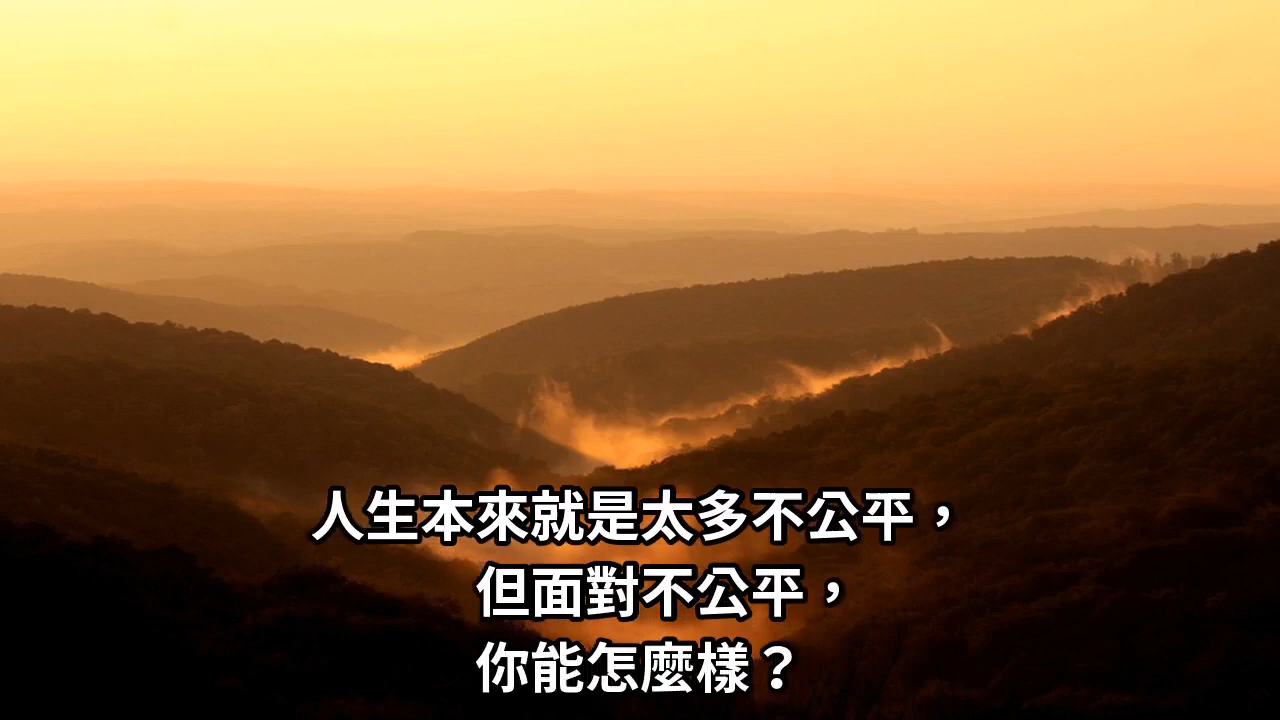 人生本來就是太多不公平，
但面對不公平，
你能怎麼樣？